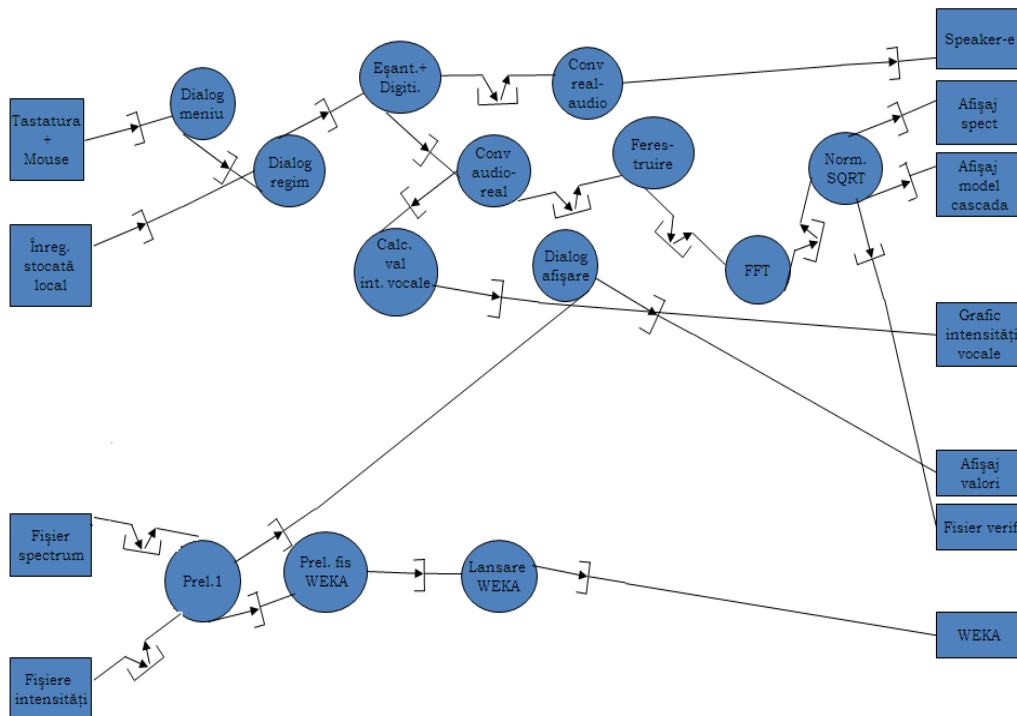 Speaker-e
Eşant.+
Digiti.
Conv
real-
audio
Dialog
meniu
Tastatura
+
Mouse
Afişaj
spect
Feres-
truire
Conv
audio-
real
Dialog
regim
Norm.
SQRT
Afişaj
model
cascada
Înreg.
stocată
local
Calc.
val
int. vocale
Dialog
afişare
FFT
Grafic
intensităţi
vocale
Afişaj
valori
Fişier
spectrum
Fisier verif
Prel.1
Prel. fis
WEKA
Lansare
WEKA
WEKA
Fişiere
intensităţi